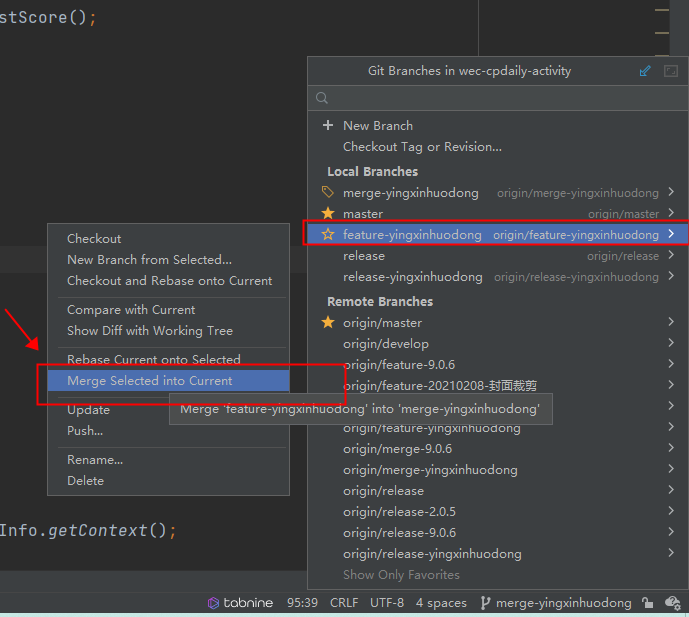 stScore();
Git Branches in wec-cpdaily-activity
New Branch
Checkout Tag or Revision...
Local Branches
merge-yingxinhuodong origin/merge-yingxinhuodong
master origin/master
feature-yingxinhuodong origin/feature-yingxinhuodong
release origin/release
release-yingxinhuodong origin/release-yingxinhuodong
Remote Branches
origin/master
origin/develop
origin/feature-9.0.6
origin/feature-20210208-封面裁剪
origin/feature-yingxinhuodong
origin/merge-9.0.6
origin/merge-yingxinhuodong
origin/release
origin/release-2.0.5
origin/release-9.0.6
origin/release-yingxinhuodong
Show Only Favorites
Checkout
New Branch from Selected...
Checkout and Rebase onto Current
Compare with Current
Show Diff with Working Tree
Rebase Current onto Selected
Merge Selected into Current
Update
Push...
Rename...
Delete
Merge 'feature-yingxinhuodong' into 'merge-yingxinhuodong'
Info.getContext();
tabnine 95:39 CRLF UTF-8 4 spaces merge-yingxinhuodong